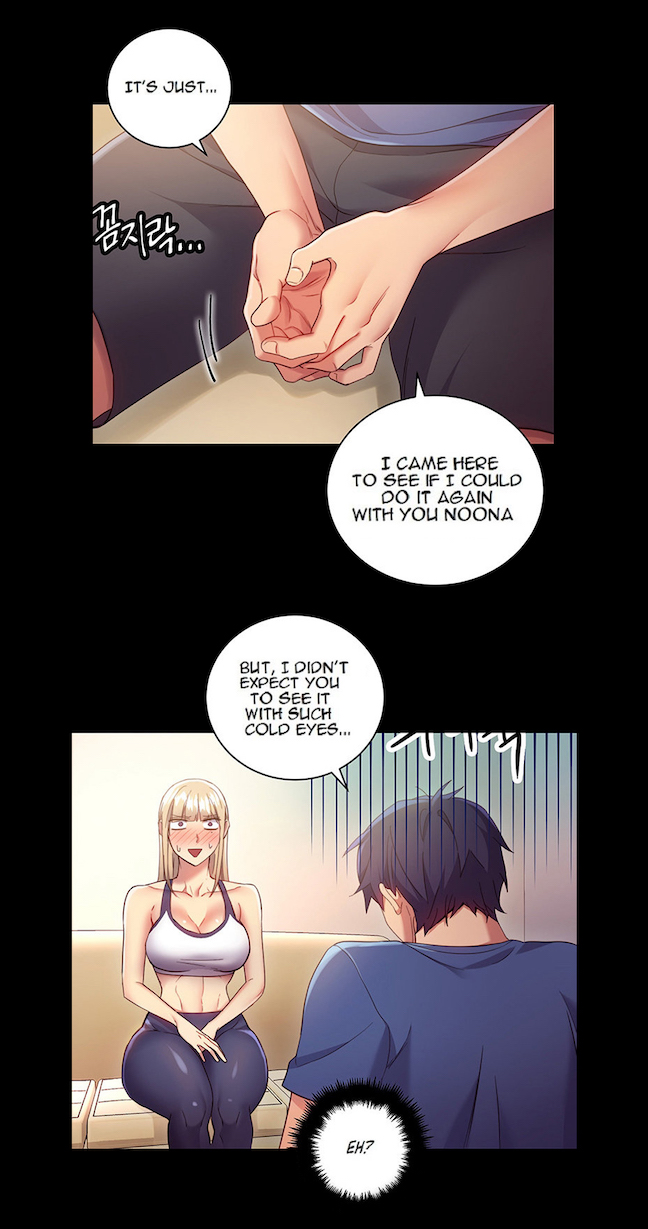 IT'S JUST...
꼼지락...
I CAME HERE
TO SEE IF I COULD
DO IT AGAIN
WITH YOU NOONA
BUT, I DIDN'T
EXPECT YOU
TO SEE IT
WITH SUCH
COLD EYES...
EH?